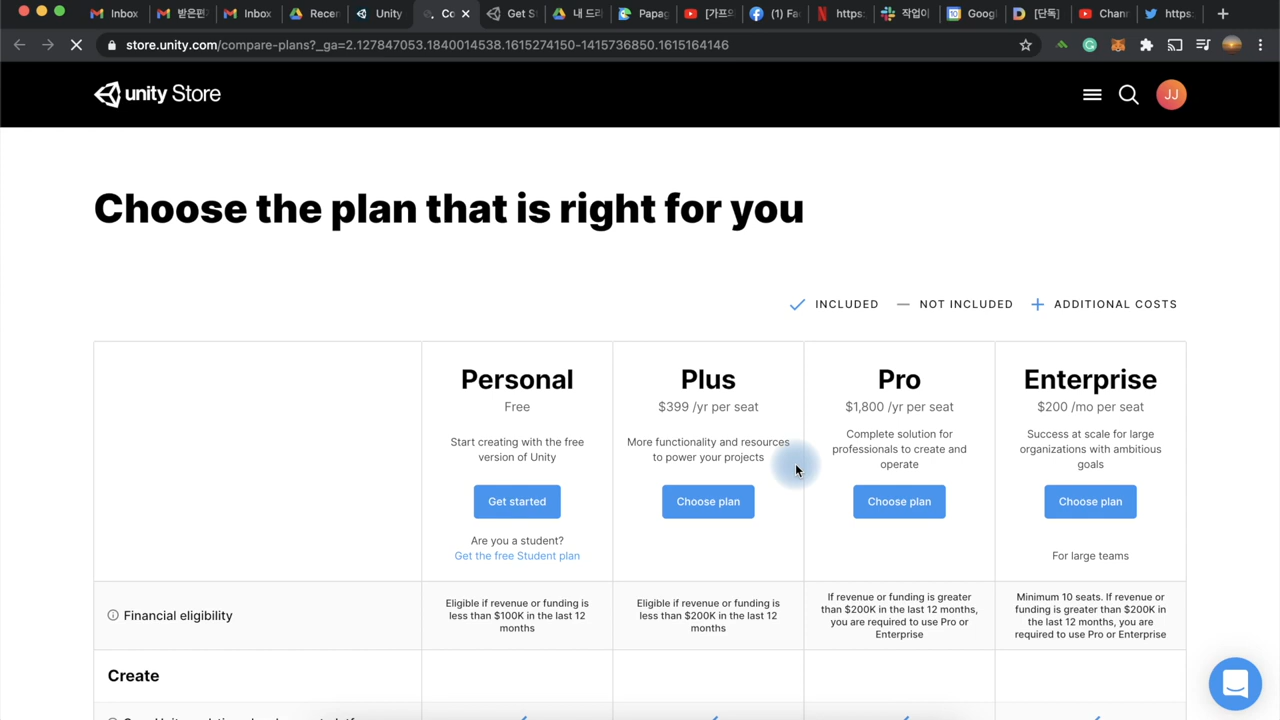 Inbox
받은편
Inbox
Recen
Unity
Co
Get S
내 드라
Papag
[가프의
(1) Fac
https:
작업이
Googl
[단독]
Chann
https:
store.unity.com/compare-plans?_ga=2.127847053.1840014538.1615274150-1415736850.1615164146
unity Store
JJ
Choose the plan that is right for you
INCLUDED
NOT INCLUDED
ADDITIONAL COSTS
Personal
Free
Start creating with the free
version of Unity
Get started
Are you a student?
Get the free Student plan
Plus
$399 /yr per seat
More functionality and resources
to power your projects
Choose plan
Pro
$1,800 /yr per seat
Complete solution for
professionals to create and
operate
Choose plan
Enterprise
$200 /mo per seat
Success at scale for large
organizations with ambitious
goals
Choose plan
For large teams
Financial eligibility
Eligible if revenue or funding is
less than $100K in the last 12
months
Eligible if revenue or funding is
less than $200K in the last 12
months
If revenue or funding is greater
than $200K in the last 12 months,
you are required to use Pro or
Enterprise
Minimum 10 seats. If revenue or
funding is greater than $200K in
the last 12 months, you are
required to use Pro or Enterprise
Create